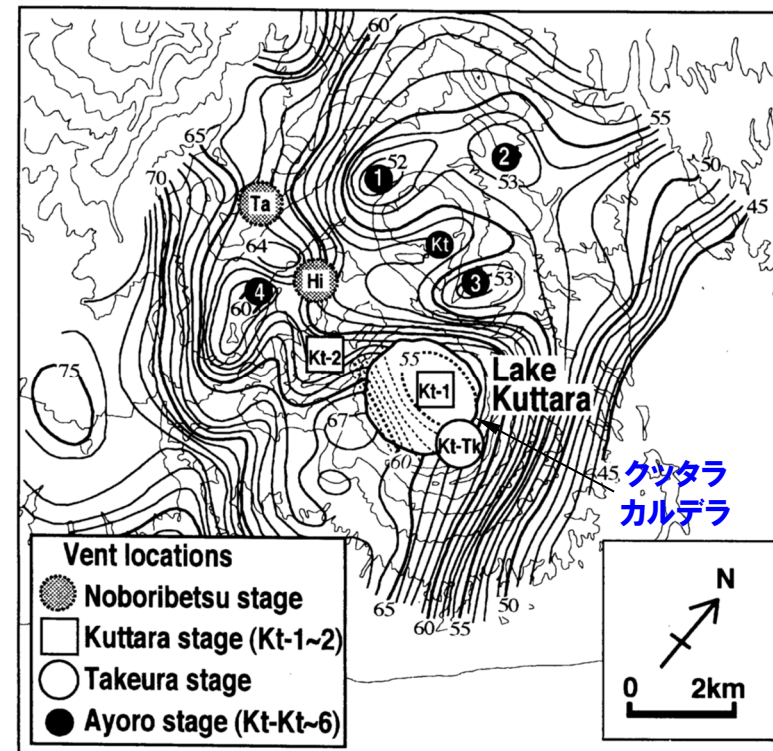 60
65
55
52
1
2
50
53
70
45
Ta
64
Kt
Hi
3
53
4
60
Kt-2
55
Lake
Kuttara
Kt-1
75
67
Kt-Tk
60
45
クッタラ
カルデラ
Vent locations
Noboribetsu stage
Kuttara stage (Kt-1~2)
Takeura stage
Ayoro stage (Kt-Kt~6)
65
60
55
50
N
0 2km